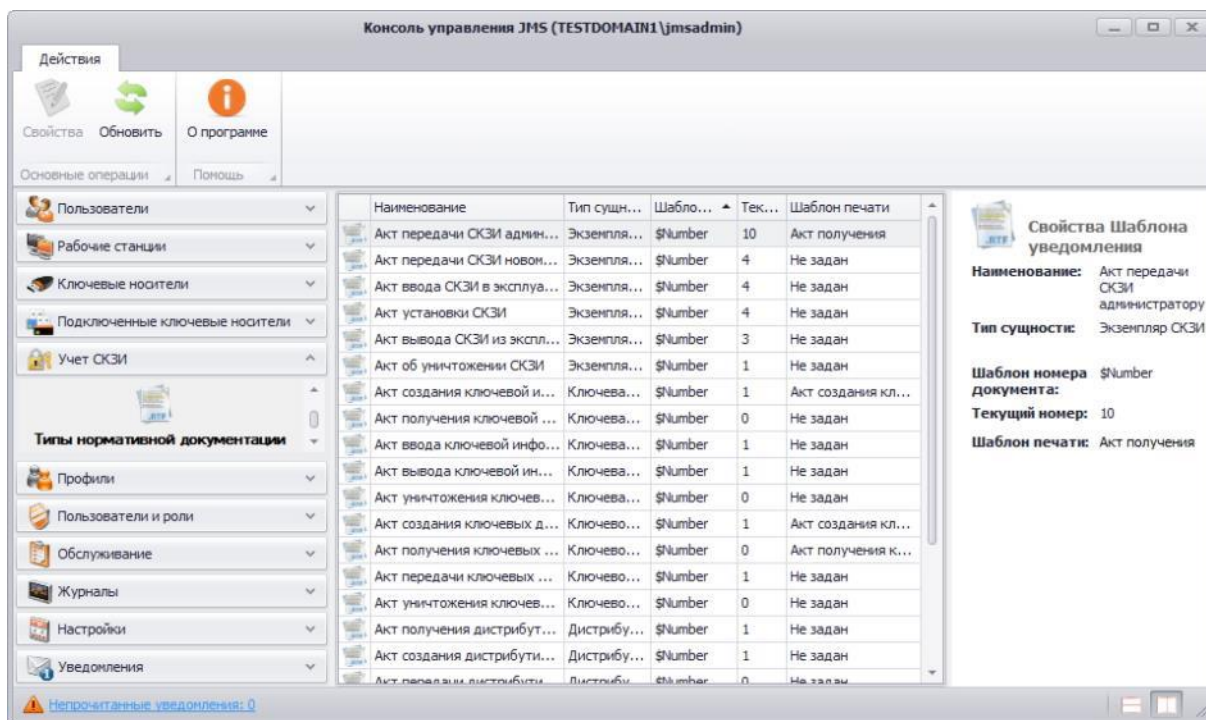 Консоль управления JMS (TESTDOMAIN1\jmsadmin)
Действия
Свойства Обновить О программе
Основные операции Помощь
Пользователи
Рабочие станции
Ключевые носители
Подключенные ключевые носители
Учет СКЗИ
Типы нормативной документации
Профили
Пользователи и роли
Обслуживание
Журналы
Настройки
Уведомления
Наименование Тип сущн... Шабло... Тек... Шаблон печати
Акт передачи СКЗИ админ... Экземпля... $Number 10 Акт получения
Акт передачи СКЗИ новом... Экземпля... $Number 4 Не задан
Акт ввода СКЗИ в эксплуа... Экземпля... $Number 4 Не задан
Акт установки СКЗИ Экземпля... $Number 4 Не задан
Акт вывода СКЗИ из экспл... Экземпля... $Number 3 Не задан
Акт об уничтожении СКЗИ Экземпля... $Number 1 Не задан
Акт создания ключевой и... Ключева... $Number 1 Акт создания кл...
Акт получения ключевой ... Ключева... $Number 0 Не задан
Акт ввода ключевой инфо... Ключева... $Number 1 Не задан
Акт вывода ключевой ин... Ключева... $Number 1 Не задан
Акт уничтожения ключев... Ключева... $Number 0 Не задан
Акт создания ключевых д... Ключево... $Number 1 Акт создания кл...
Акт получения ключевых ... Ключево... $Number 0 Акт получения к...
Акт передачи ключевых ... Ключево... $Number 1 Не задан
Акт уничтожения ключев... Ключево... $Number 0 Не задан
Акт получения дистрибут... Дистрибу... $Number 1 Не задан
Акт создания дистрибути... Дистрибу... $Number 1 Не задан
Акт передачи дистрибути... Дистрибу... $Number 0 Не задан
Свойства Шаблона
уведомления
Наименование: Акт передачи
СКЗИ
администратору
Тип сущности: Экземпляр СКЗИ
Шаблон номера $Number
документа:
Текущий номер: 10
Шаблон печати: Акт получения
Непрочитанные уведомления: 0